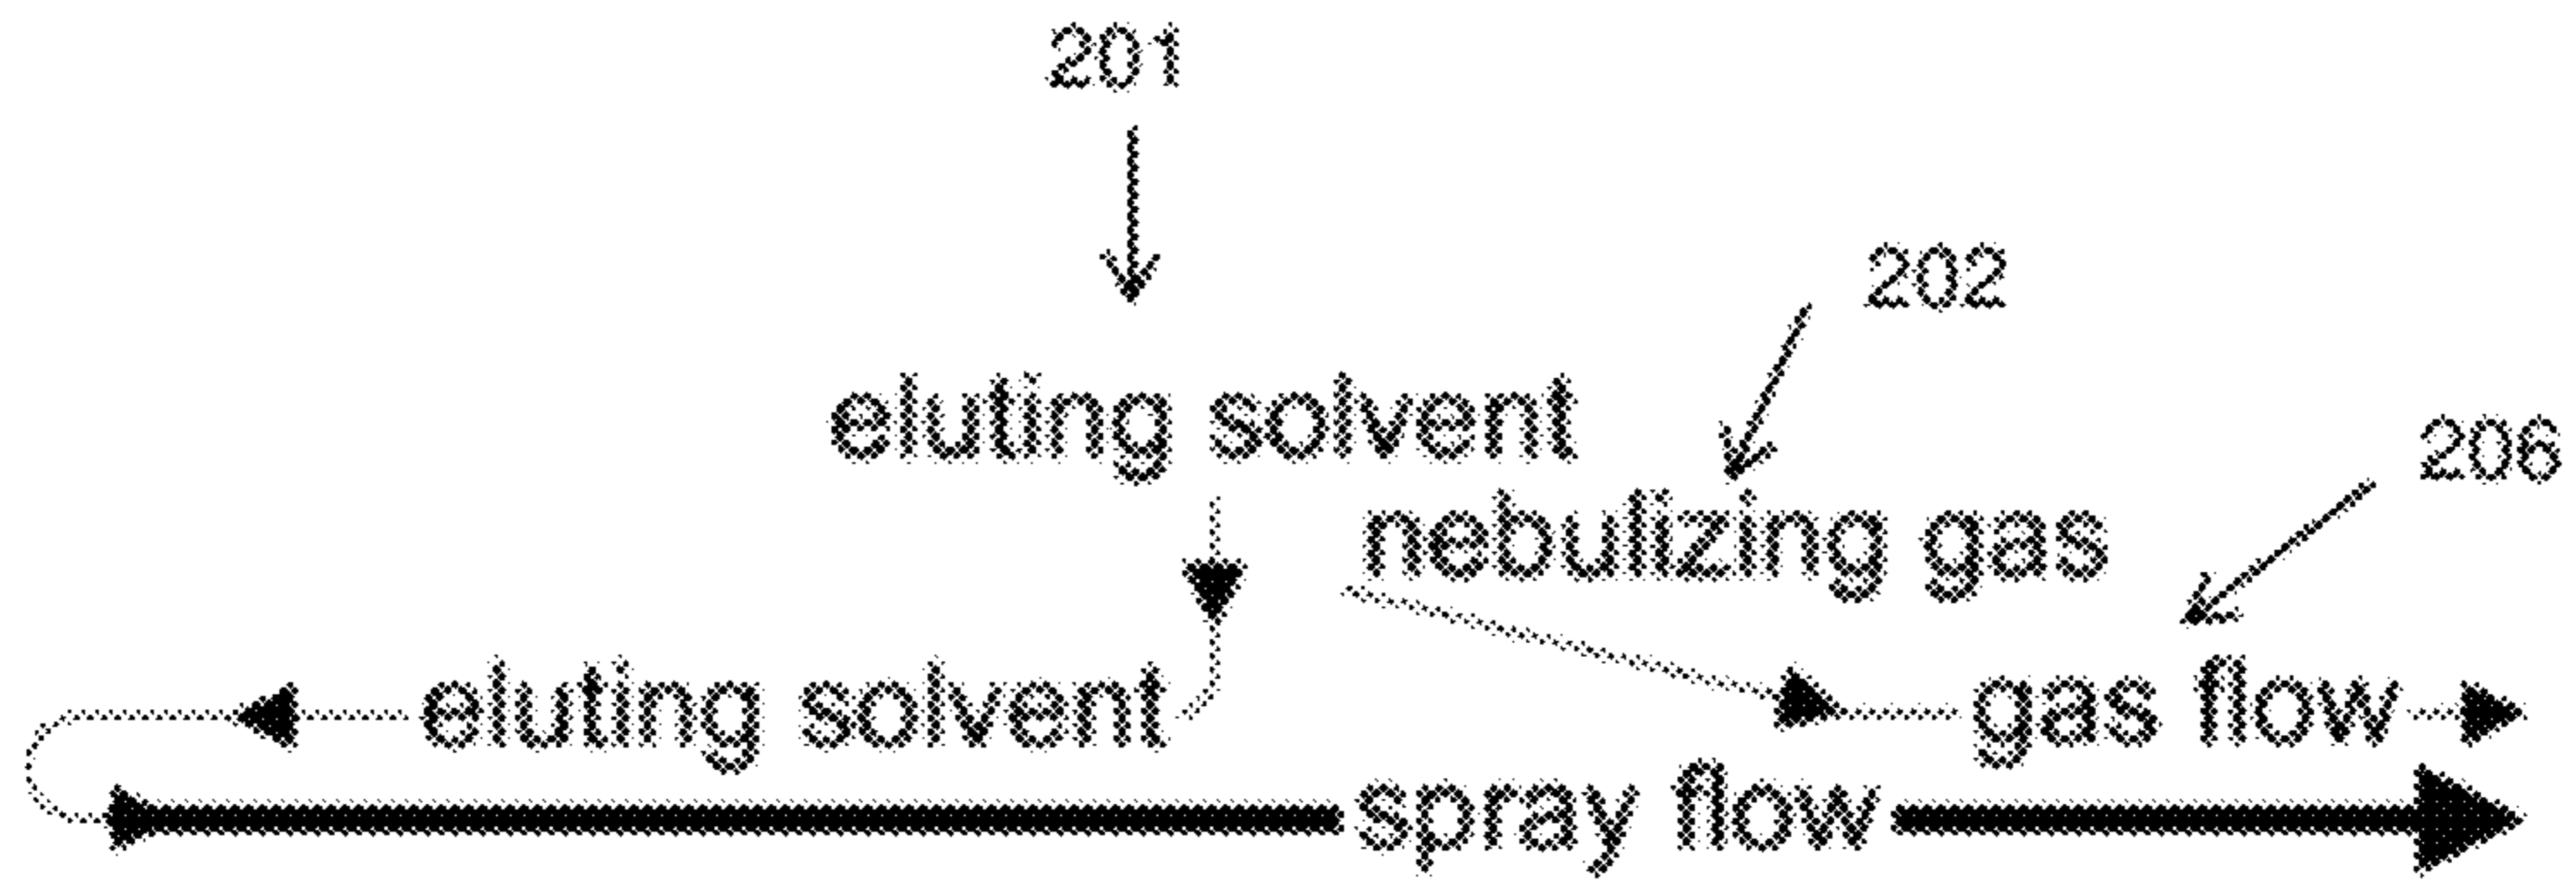 201
202
eluting solvent
206
nebulizing gas
eluting solvent
gas flow
spray flow